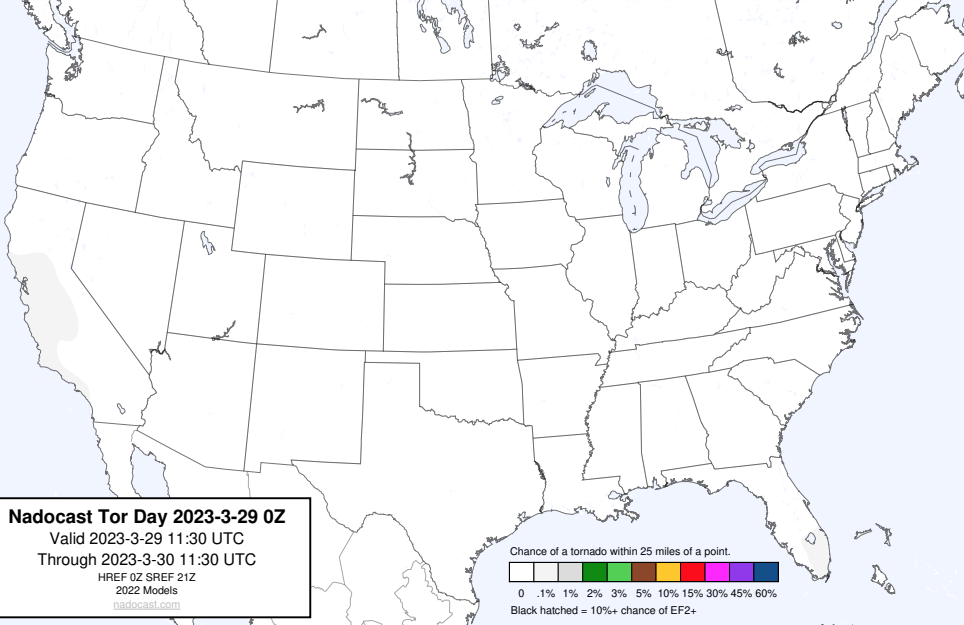 Nadocast Tor Day 2023-3-29 0Z
Valid 2023-3-29 11:30 UTC
Through 2023-3-30 11:30 UTC
HREF 0Z SREF 21Z
2022 Models
nadocast.com
Chance of a tornado within 25 miles of a point.
0 .1% 1% 2% 3% 5% 10% 15% 30% 45% 60%
Black hatched = 10%+ chance of EF2+